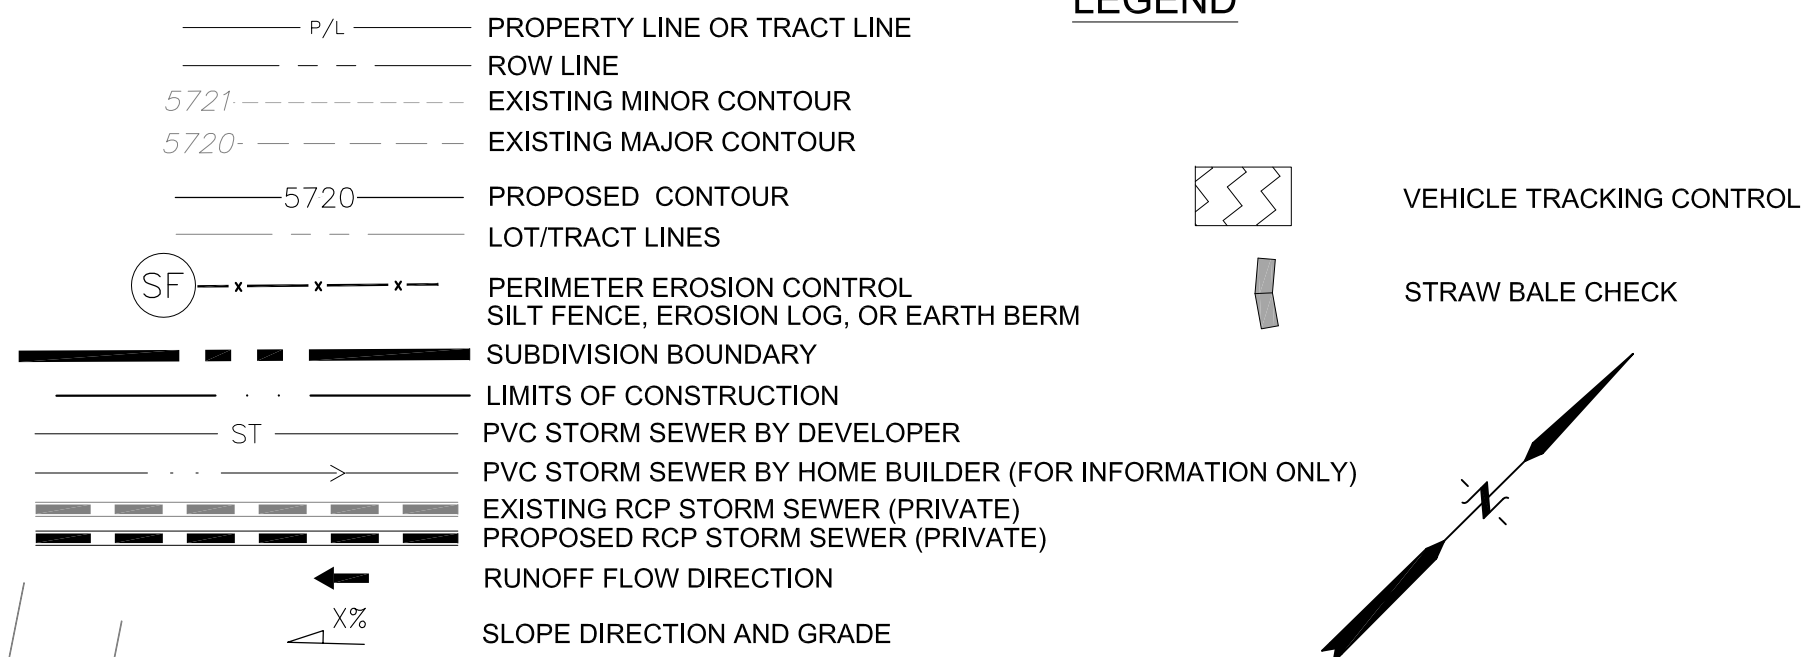 LEGEND
P/L PROPERTY LINE OR TRACT LINE
ROW LINE
5721 EXISTING MINOR CONTOUR
5720 EXISTING MAJOR CONTOUR
5720 PROPOSED CONTOUR
LOT/TRACT LINES
SF PERIMETER EROSION CONTROL
SILT FENCE, EROSION LOG, OR EARTH BERM
SUBDIVISION BOUNDARY
LIMITS OF CONSTRUCTION
ST PVC STORM SEWER BY DEVELOPER
PVC STORM SEWER BY HOME BUILDER (FOR INFORMATION ONLY)
EXISTING RCP STORM SEWER (PRIVATE)
PROPOSED RCP STORM SEWER (PRIVATE)
RUNOFF FLOW DIRECTION
X% SLOPE DIRECTION AND GRADE
VEHICLE TRACKING CONTROL
STRAW BALE CHECK
N